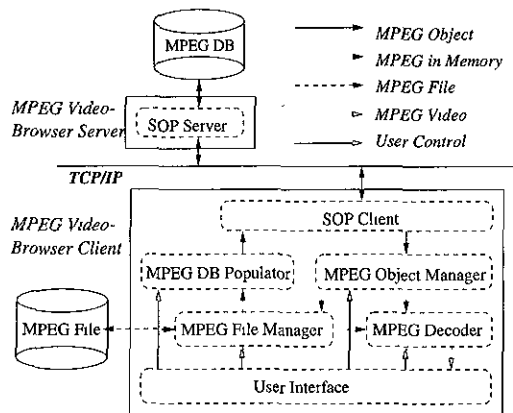 MPEG DB
MPEG Object
MPEG in Memory
MPEG File
MPEG Video
User Control
MPEG Video-
Browser Server
SOP Server
TCP/IP
MPEG Video-
Browser Client
SOP Client
MPEG DB Populator
MPEG Object Manager
MPEG File
MPEG File Manager
MPEG Decoder
User Interface